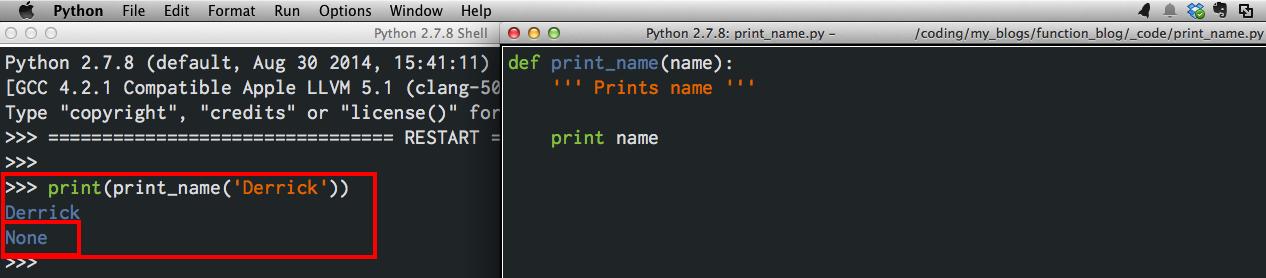 Python File Edit Format Run Options Window Help
Python 2.7.8 Shell
Python 2.7.8 (default, Aug 30 2014, 15:41:11)
[GCC 4.2.1 Compatible Apple LLVM 5.1 (clang-50
Type "copyright", "credits" or "license()" for
>>> ================================ RESTART =
>>>
>>> print(print_name('Derrick'))
Derrick
None
>>>
Python 2.7.8: print_name.py – /coding/my_blogs/function_blog/_code/print_name.py
def print_name(name):
    ''' Prints name '''
    print name